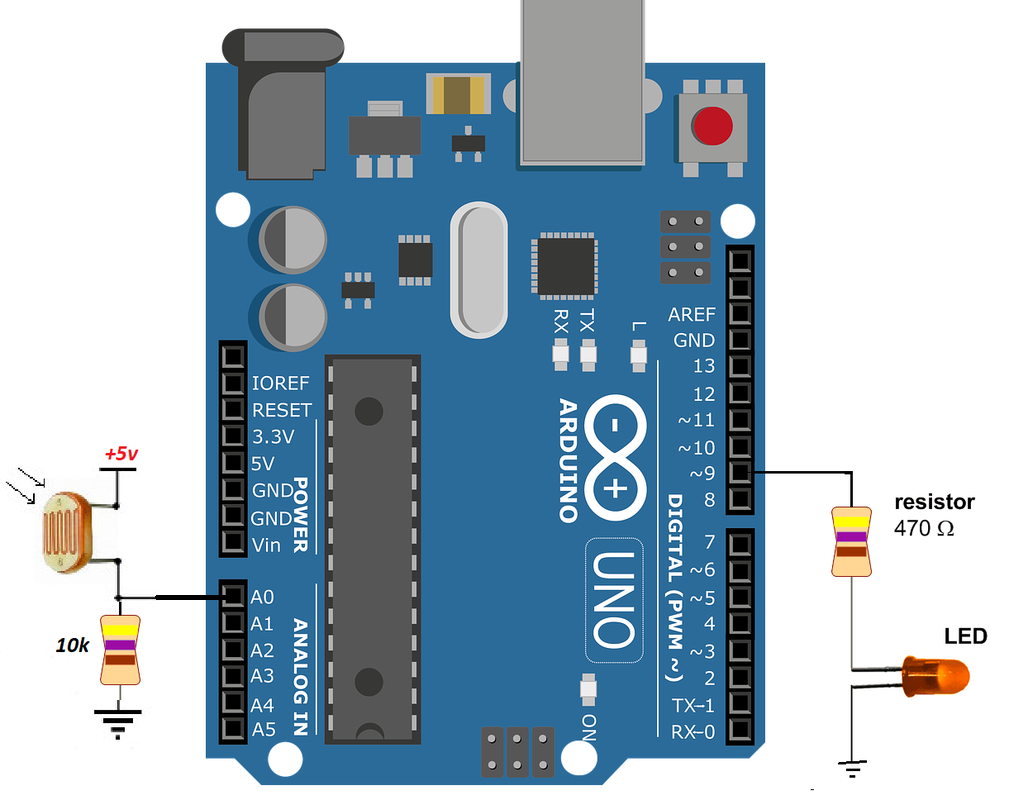 RX
TX
L
AREF
GND
13
12
~11
~10
~9
8
7
~6
~5
4
~3
2
TX-1
RX-0
DIGITAL (PWM ~)
ARDUINO
- +
UNO
ON
IOREF
RESET
3.3V
5V
GND
GND
Vin
POWER
A0
A1
A2
A3
A4
A5
ANALOG IN
+5v
10k
resistor
470 Ω
LED